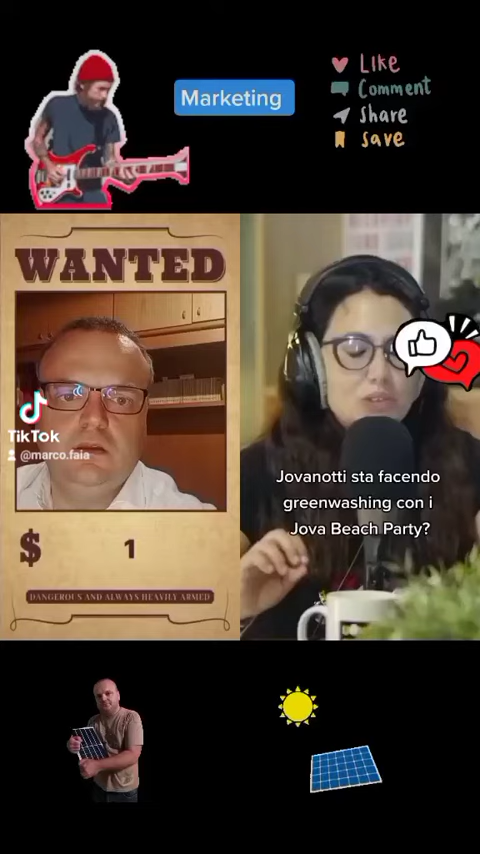 Marketing
Like
Comment
share
save
WANTED
TikTok
@marco.faia
$ 1
DANGEROUS AND ALWAYS HEAVILY ARMED
Jovanotti sta facendo
greenwashing con i
Jova Beach Party?